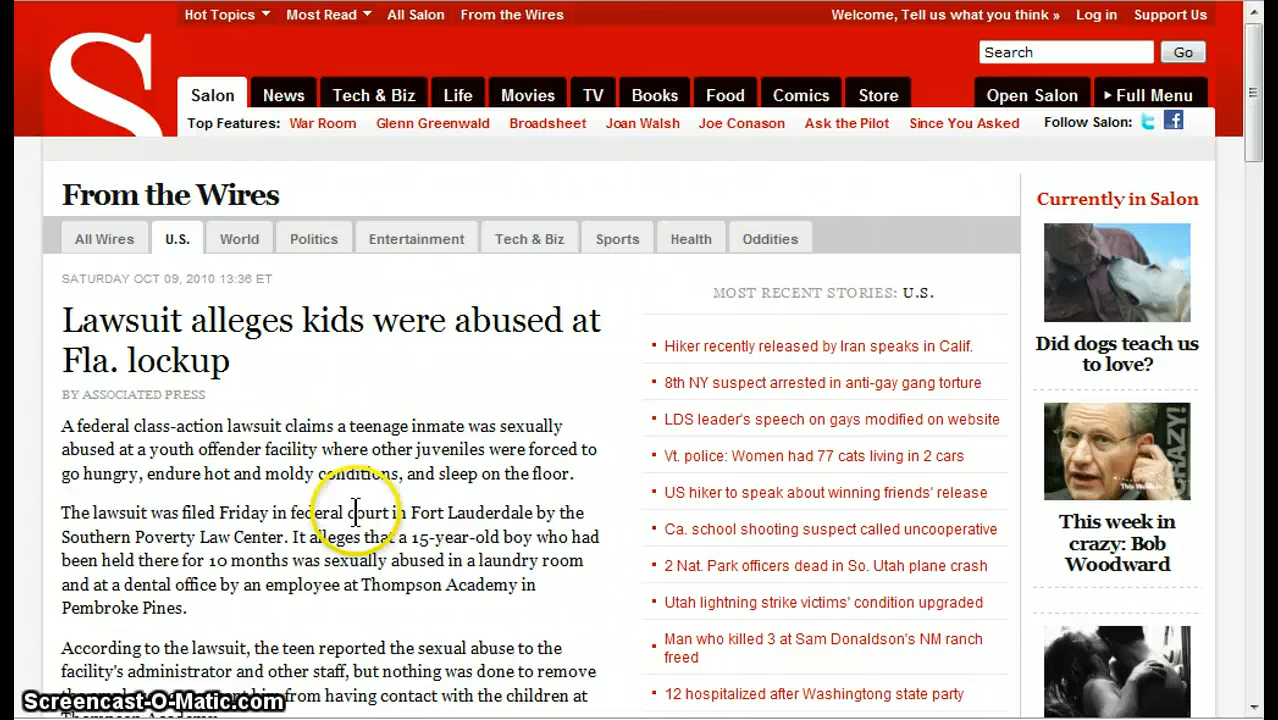 Hot Topics Most Read All Salon From the Wires Welcome, Tell us what you think » Log in Support Us
S
Search Go
Salon News Tech & Biz Life Movies TV Books Food Comics Store Open Salon Full Menu
Top Features: War Room Glenn Greenwald Broadsheet Joan Walsh Joe Conason Ask the Pilot Since You Asked Follow Salon:
From the Wires
All Wires U.S. World Politics Entertainment Tech & Biz Sports Health Oddities
SATURDAY OCT 09, 2010 13:36 ET
Lawsuit alleges kids were abused at
Fla. lockup
BY ASSOCIATED PRESS
A federal class-action lawsuit claims a teenage inmate was sexually
abused at a youth offender facility where other juveniles were forced to
go hungry, endure hot and moldy conditions, and sleep on the floor.
The lawsuit was filed Friday in federal court in Fort Lauderdale by the
Southern Poverty Law Center. It alleges that a 15-year-old boy who had
been held there for 10 months was sexually abused in a laundry room
and at a dental office by an employee at Thompson Academy in
Pembroke Pines.
According to the lawsuit, the teen reported the sexual abuse to the
facility's administrator and other staff, but nothing was done to remove
from having contact with the children at
Thompson Academy
MOST RECENT STORIES: U.S.
Hiker recently released by Iran speaks in Calif.
8th NY suspect arrested in anti-gay gang torture
LDS leader's speech on gays modified on website
Vt. police: Women had 77 cats living in 2 cars
US hiker to speak about winning friends' release
Ca. school shooting suspect called uncooperative
2 Nat. Park officers dead in So. Utah plane crash
Utah lightning strike victims' condition upgraded
Man who killed 3 at Sam Donaldson's NM ranch
freed
12 hospitalized after Washingtong state party
Currently in Salon
Did dogs teach us
to love?
CRAZY!
This Week in
This week in
crazy: Bob
Woodward
Screencast-O-Matic.com